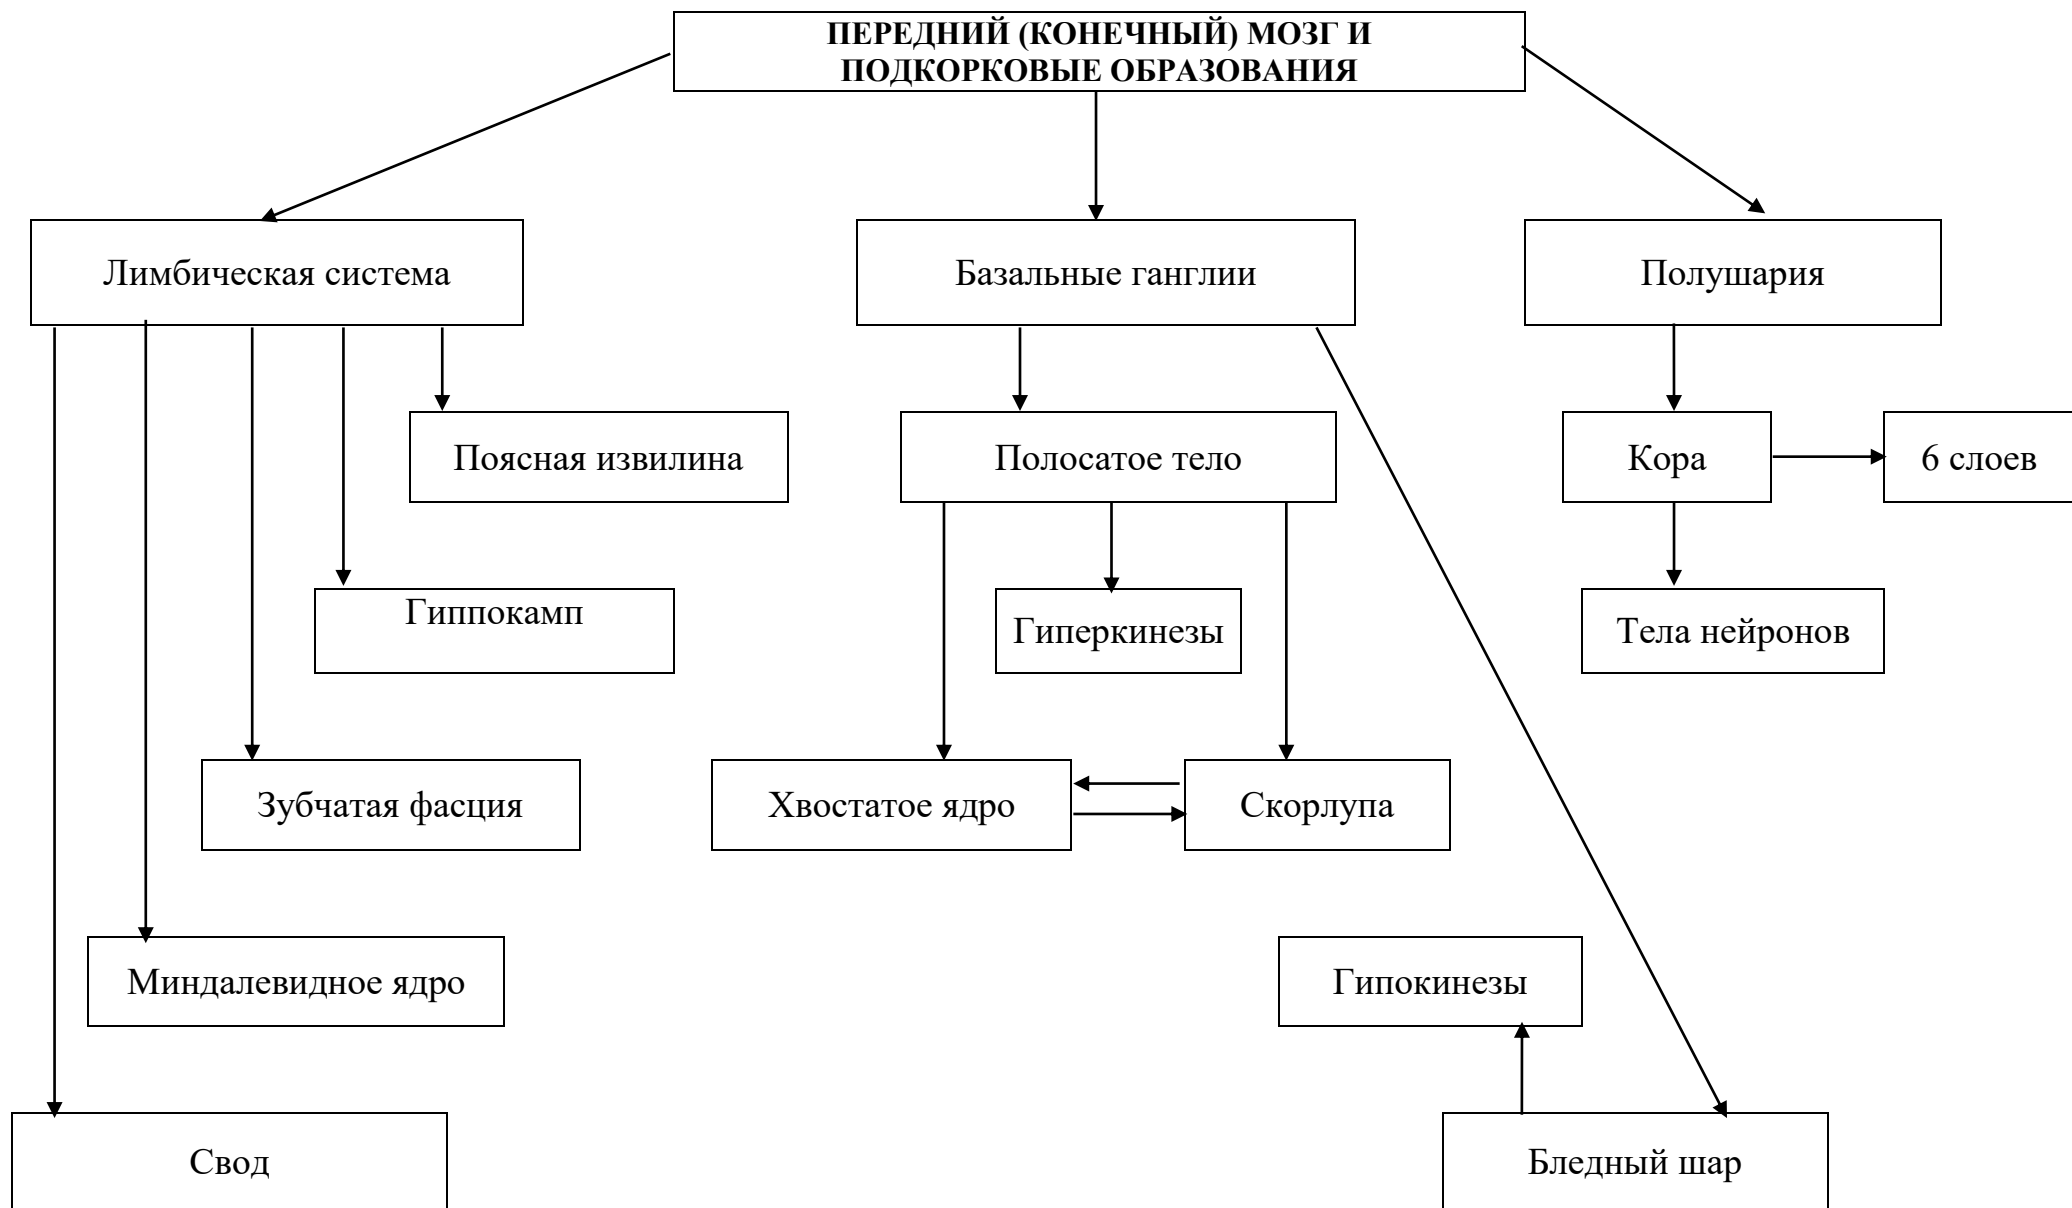 ПЕРЕДНИЙ (КОНЕЧНЫЙ) МОЗГ И
ПОДКОРКОВЫЕ ОБРАЗОВАНИЯ
Лимбическая система
Базальные ганглии
Полушария
Поясная извилина
Полосатое тело
Кора
6 слоев
Гиппокамп
Гиперкинезы
Тела нейронов
Зубчатая фасция
Хвостатое ядро
Скорлупа
Миндалевидное ядро
Гипокинезы
Свод
Бледный шар